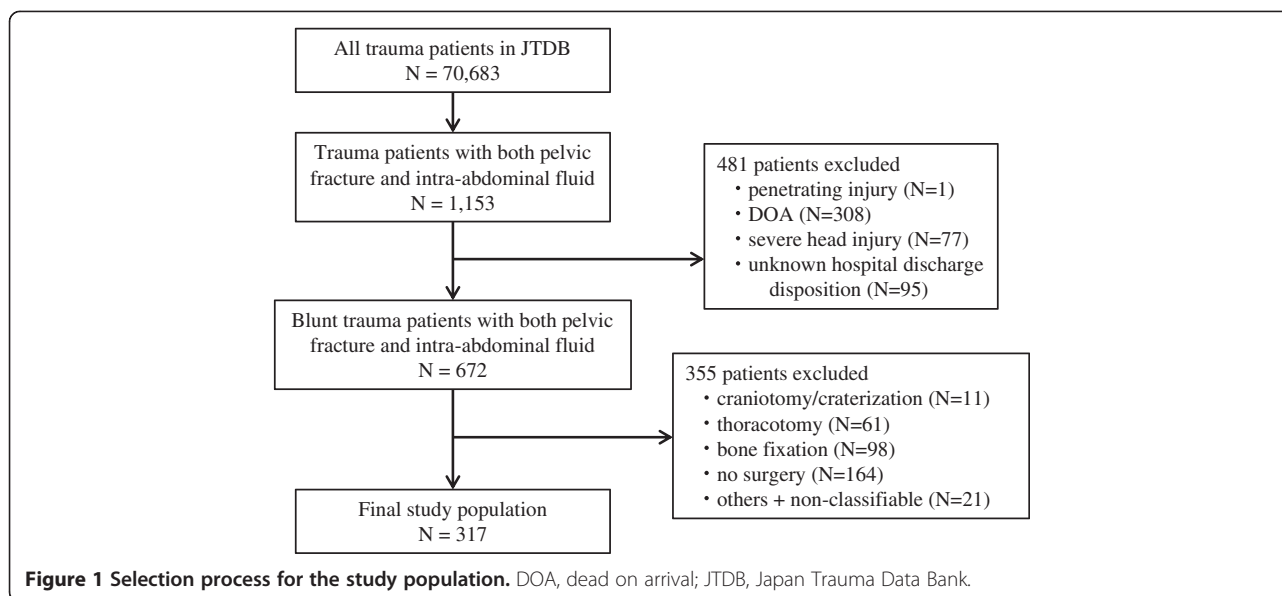 All trauma patients in JTDB
N = 70,683
Trauma patients with both pelvic
fracture and intra-abdominal fluid
N = 1,153
481 patients excluded
・penetrating injury (N=1)
・DOA (N=308)
・severe head injury (N=77)
・unknown hospital discharge
disposition (N=95)
Blunt trauma patients with both pelvic
fracture and intra-abdominal fluid
N = 672
355 patients excluded
・craniotomy/craterization (N=11)
・thoracotomy (N=61)
・bone fixation (N=98)
・no surgery (N=164)
・others + non-classifiable (N=21)
Final study population
N = 317
Figure 1 Selection process for the study population. DOA, dead on arrival; JTDB, Japan Trauma Data Bank.